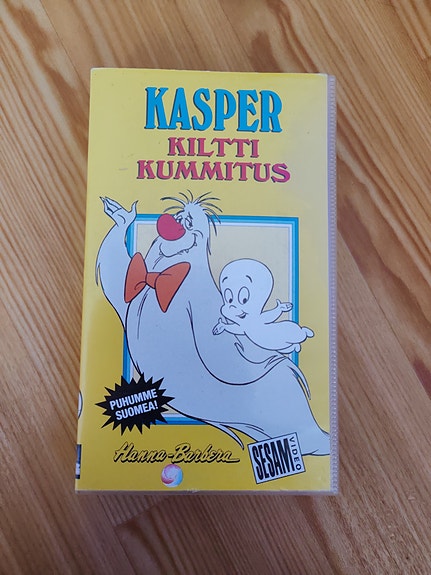 KASPER
KILTTI
KUMMITUS
PUHUMME
SUOMEA!
Hanna-Barbera
SESAM
VIDEO